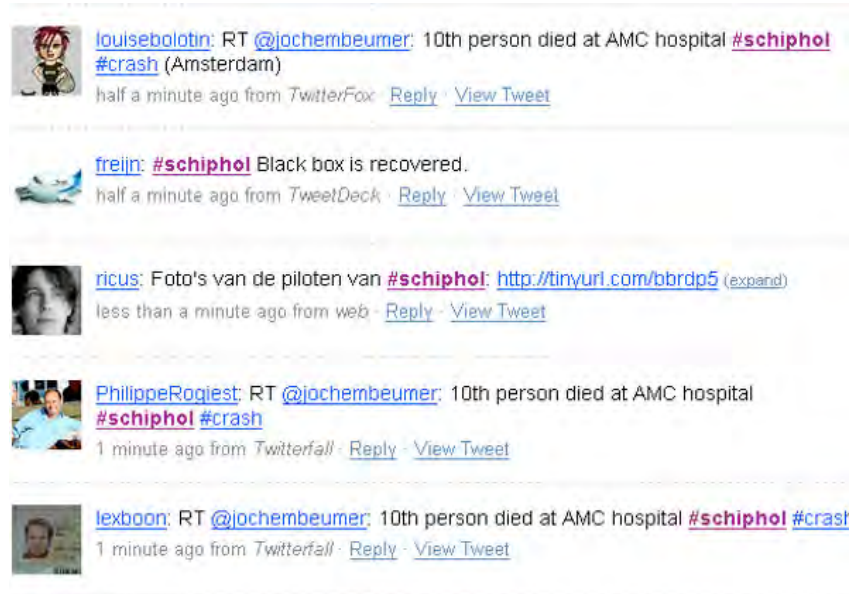 louisebolotin: RT @jochembeumer: 10th person died at AMC hospital #schiphol
#crash (Amsterdam)
half a minute ago from TwitterFox · Reply · View Tweet
freijn: #schiphol Black box is recovered.
half a minute ago from TweetDeck · Reply · View Tweet
ricus: Foto's van de piloten van #schiphol: http://tinyurl.com/bbrdp5 (expand)
less than a minute ago from web · Reply · View Tweet
PhilippeRogiest: RT @jochembeumer: 10th person died at AMC hospital
#schiphol #crash
1 minute ago from Twitterfall · Reply · View Tweet
lexboon: RT @jochembeumer: 10th person died at AMC hospital #schiphol #crash
1 minute ago from Twitterfall · Reply · View Tweet